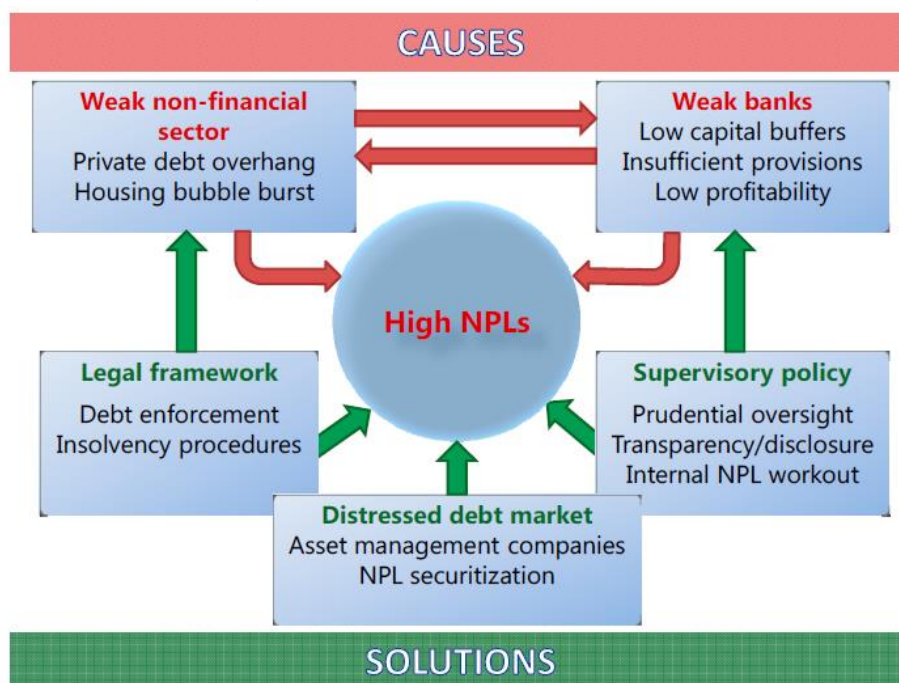 CAUSES
Weak non-financial
sector
Private debt overhang
Housing bubble burst
Weak banks
Low capital buffers
Insufficient provisions
Low profitability
High NPLs
Legal framework
Debt enforcement
Insolvency procedures
Supervisory policy
Prudential oversight
Transparency/disclosure
Internal NPL workout
Distressed debt market
Asset management companies
NPL securitization
SOLUTIONS